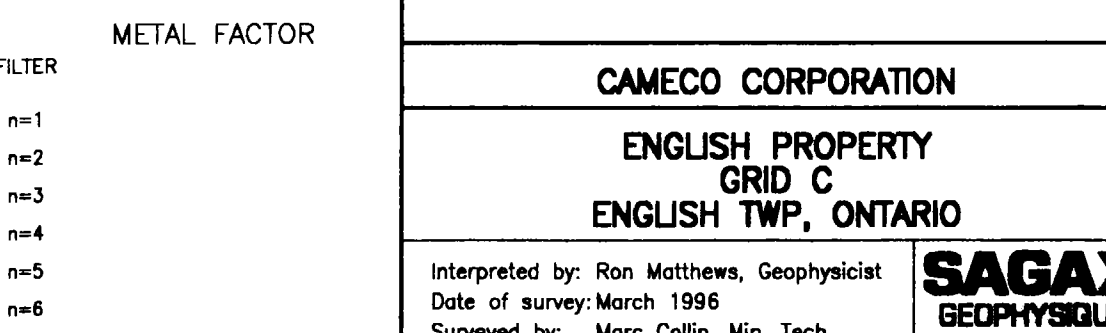 METAL FACTOR
FILTER
n=1
n=2
n=3
n=4
n=5
n=6
CAMECO CORPORATION
ENGLISH PROPERTY
GRID C
ENGLISH TWP, ONTARIO
Interpreted by: Ron Matthews, Geophysicist
Date of survey: March 1996
Surveyed by: Marc Collin, Min. Tech.
SAGAX
GEOPHYSIQU